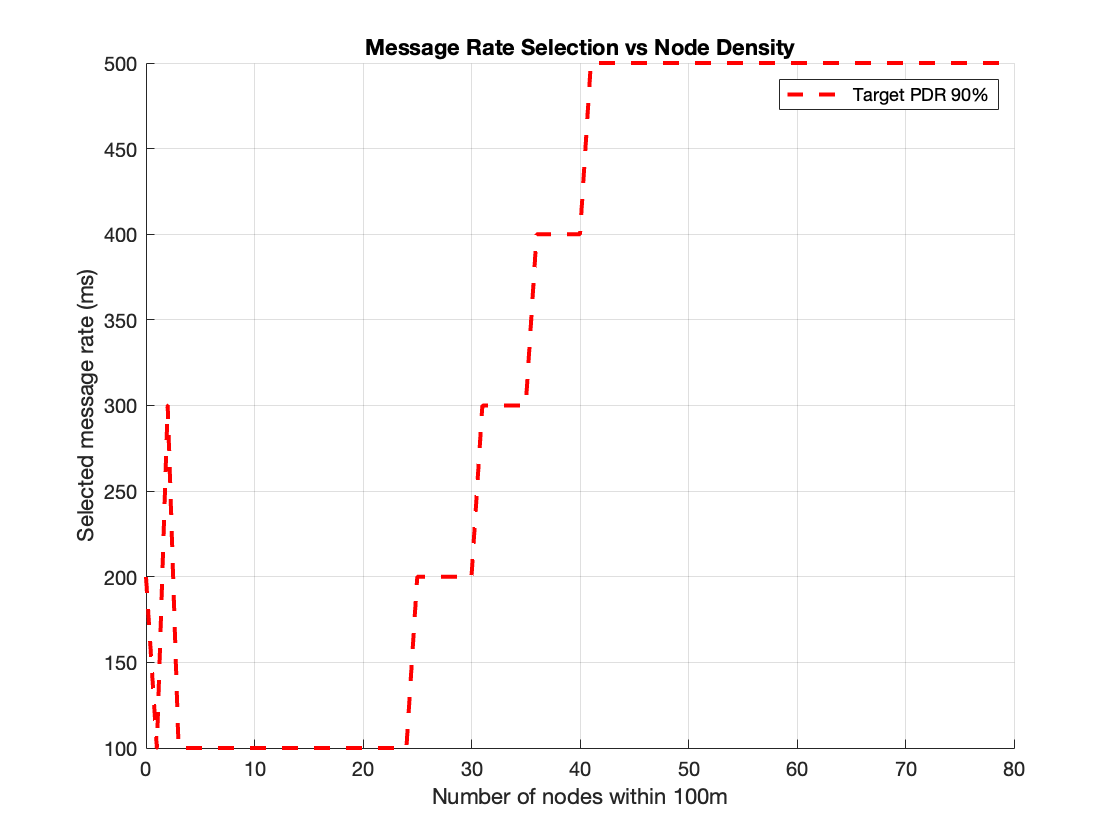 Message Rate Selection vs Node Density
Target PDR 90%
Selected message rate (ms)
500
450
400
350
300
250
200
150
100
0 10 20 30 40 50 60 70 80
Number of nodes within 100m